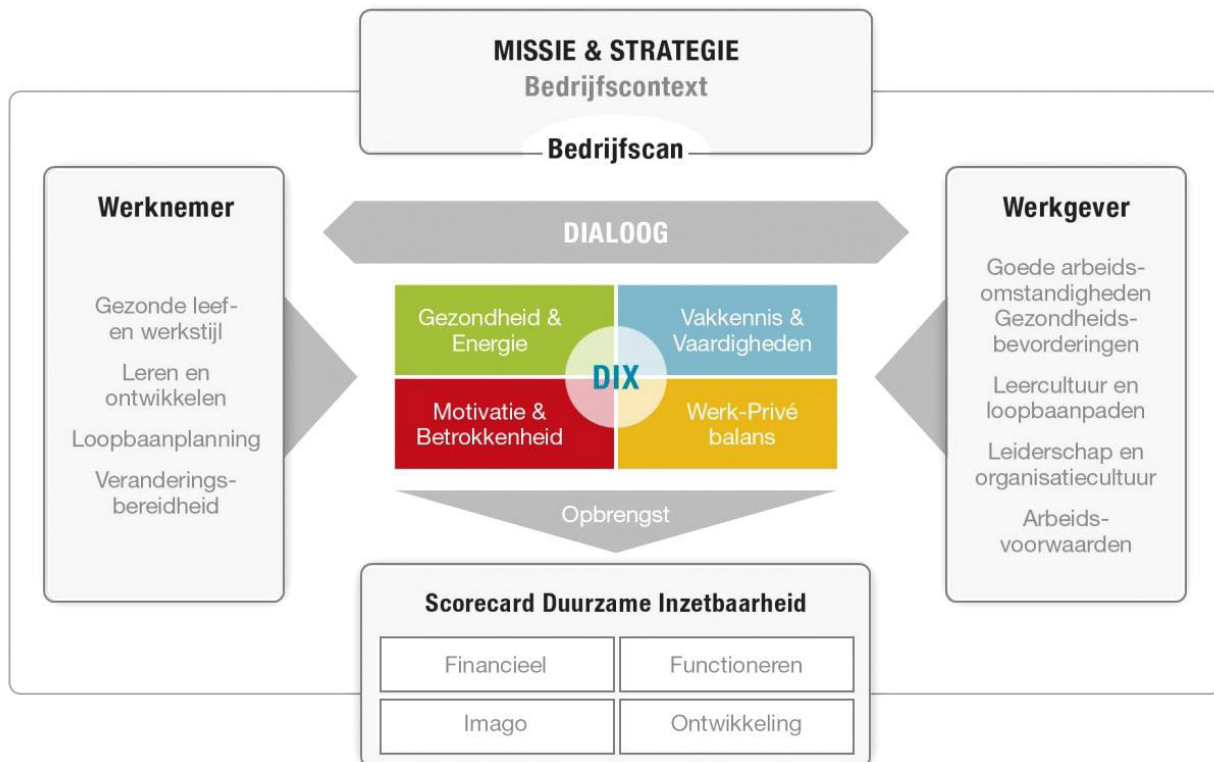 MISSIE & STRATEGIE
Bedrijfscontext
Bedrijfscan
Werknemer
Gezonde leef-
en werkstijl
Leren en
ontwikkelen
Loopbaanplanning
Veranderings-
bereidheid
DIALOOG
Gezondheid &
Energie
Vakkennis &
Vaardigheden
DIX
Motivatie &
Betrokkenheid
Werk-Privé
balans
Opbrengst
Werkgever
Goede arbeids-
omstandigheden
Gezondheids-
bevorderingen
Leercultuur en
loopbaanpaden
Leiderschap en
organisatiecultuur
Arbeids-
voorwaarden
Scorecard Duurzame Inzetbaarheid
Financieel
Functioneren
Imago
Ontwikkeling